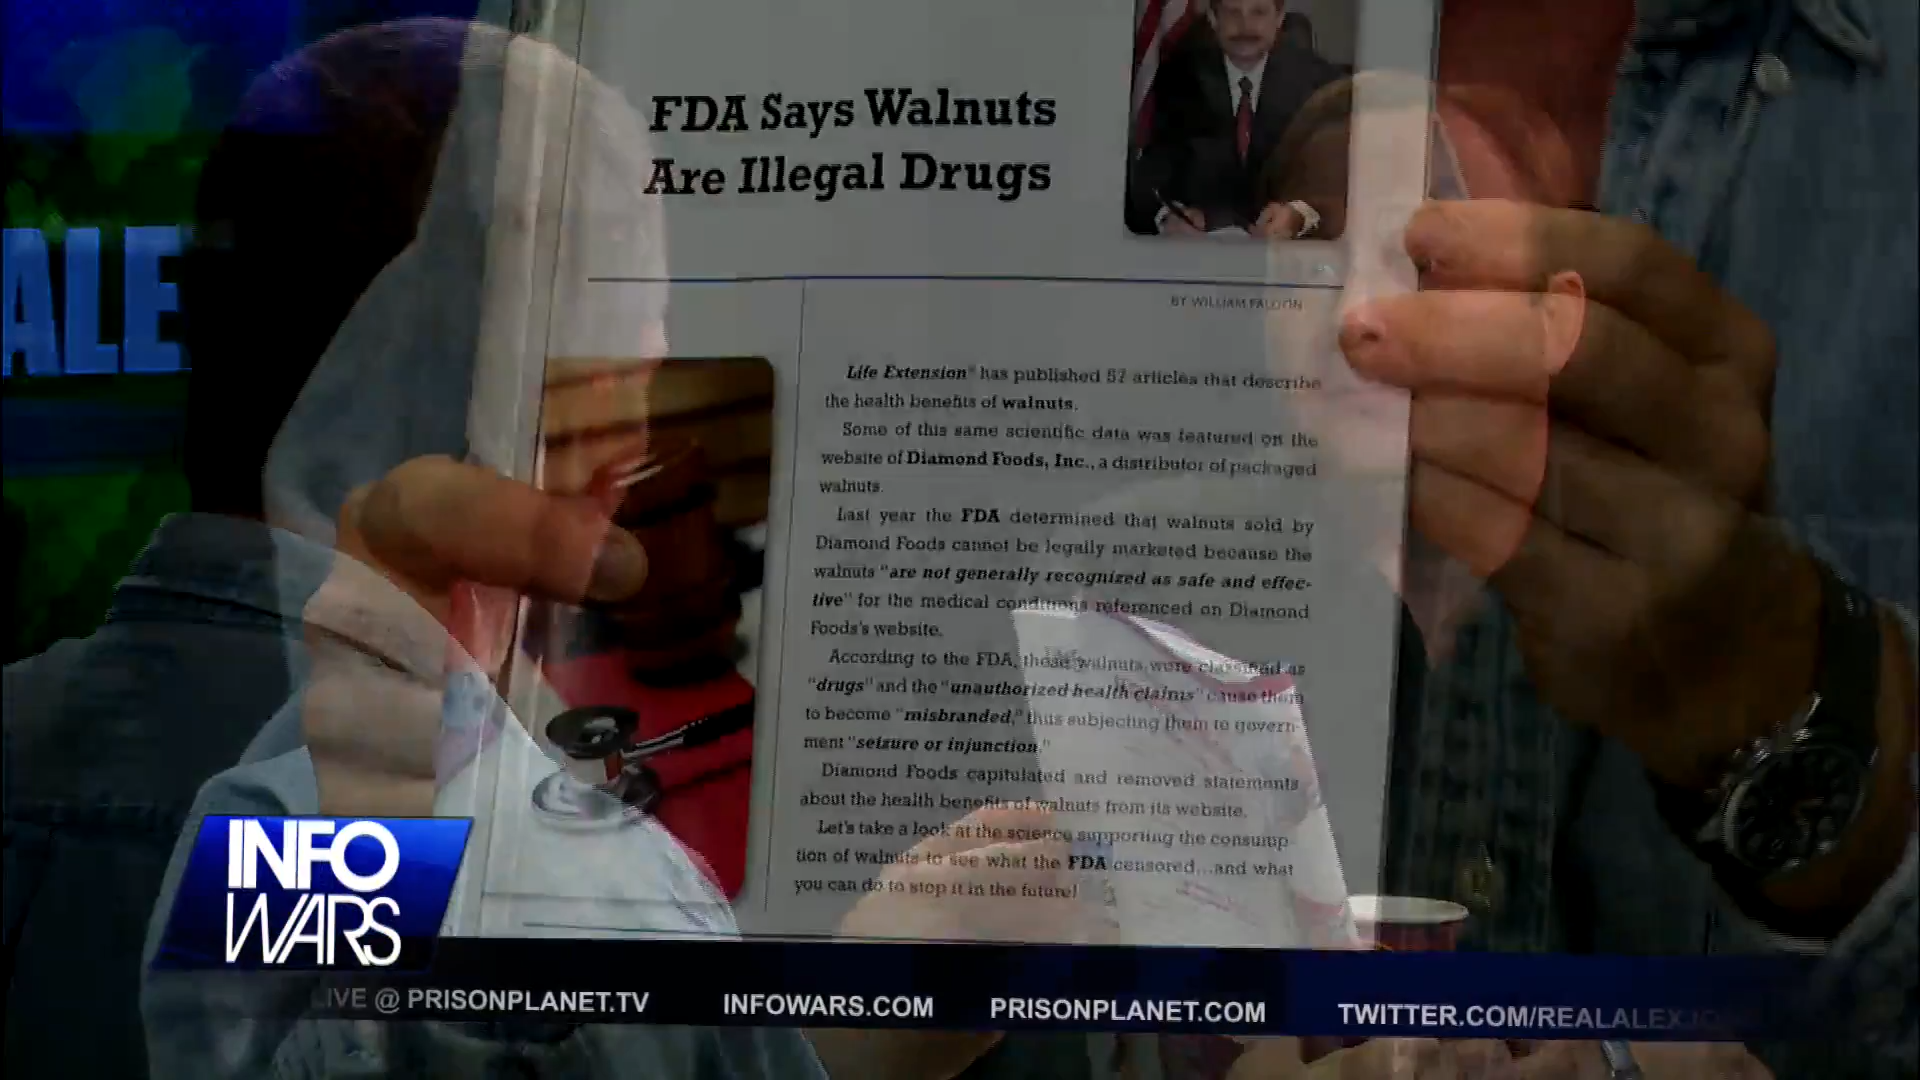 FDA Says Walnuts
Are Illegal Drugs
BY WILLIAM FALOON
Life Extension® has published 57 articles that describe
the health benefits of walnuts.
Some of this same scientific data was featured on the
website of Diamond Foods, Inc., a distributor of packaged
walnuts.
Last year the FDA determined that walnuts sold by
Diamond Foods cannot be legally marketed because the
walnuts "are not generally recognized as safe and effec-
tive" for the medical conditions referenced on Diamond
Foods's website.
According to the FDA, these walnuts were classified as
"drugs" and the "unauthorized health claims" cause them
to become "misbranded," thus subjecting them to govern-
ment "seizure or injunction."
Diamond Foods capitulated and removed statements
about the health benefits of walnuts from its website.
Let's take a look at the science supporting the consump-
tion of walnuts to see what the FDA censored...and what
you can do to stop it in the future!
ALE
INFO
WARS
LIVE @ PRISONPLANET.TV INFOWARS.COM PRISONPLANET.COM TWITTER.COM/REALALEXJO